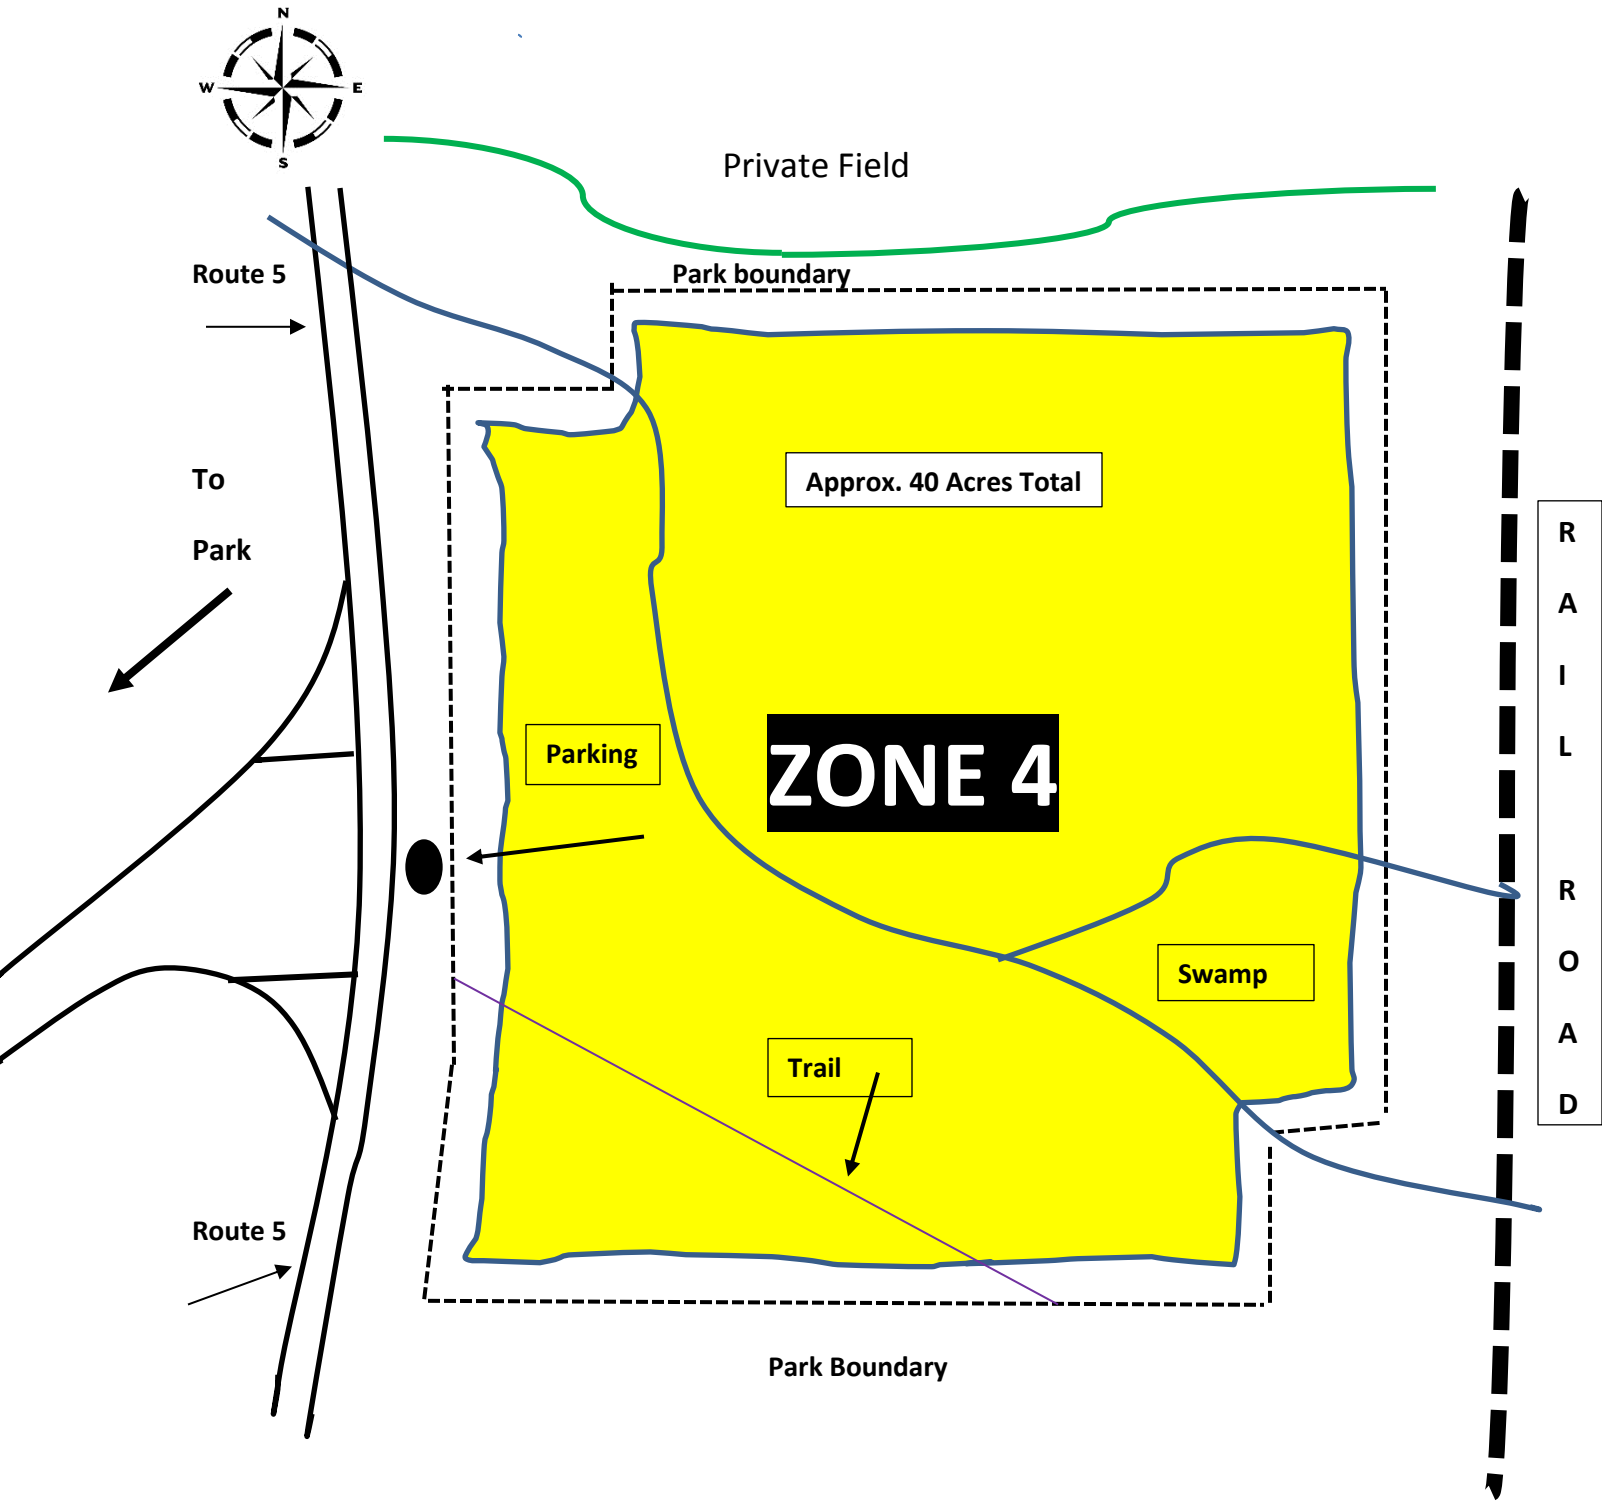 N
W
E
S
Private Field
Route 5
Park boundary
Approx. 40 Acres Total
To
Park
R
A
I
L
R
O
A
D
Parking
ZONE 4
Swamp
Trail
Route 5
Park Boundary